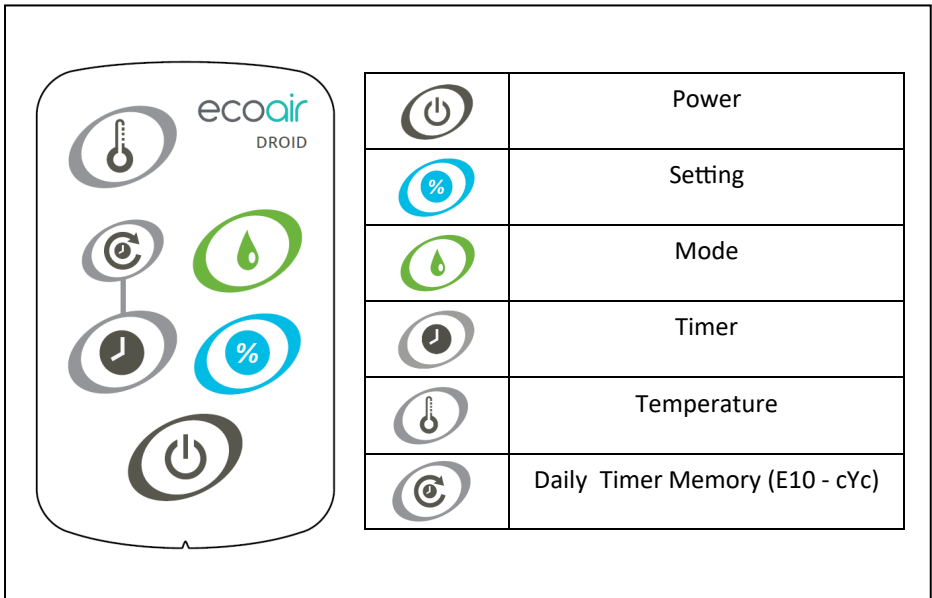 ecoair
DROID
%
Power
%
Setting
Mode
Timer
Temperature
Daily Timer Memory (E10 - cYc)